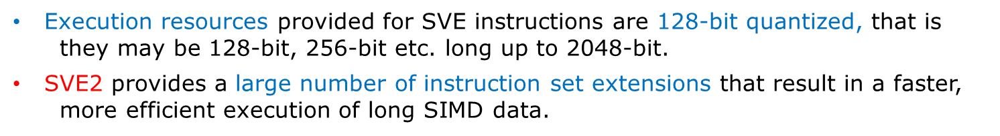 • Execution resources provided for SVE instructions are 128-bit quantized, that is
they may be 128-bit, 256-bit etc. long up to 2048-bit.
• SVE2 provides a large number of instruction set extensions that result in a faster,
more efficient execution of long SIMD data.